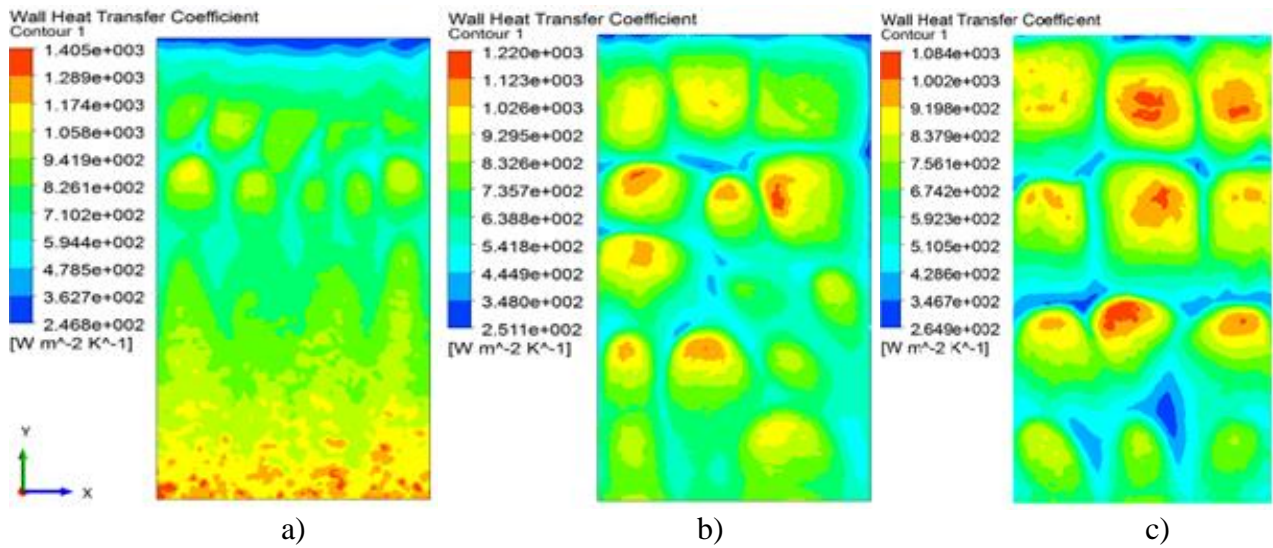 Wall Heat Transfer Coefficient
Contour 1
1.405e+003
1.289e+003
1.174e+003
1.058e+003
9.419e+002
8.261e+002
7.102e+002
5.944e+002
4.785e+002
3.627e+002
2.468e+002
[W m^-2 K^-1]
Y
X
a)
Wall Heat Transfer Coefficient
Contour 1
1.220e+003
1.123e+003
1.026e+003
9.295e+002
8.326e+002
7.357e+002
6.388e+002
5.418e+002
4.449e+002
3.480e+002
2.511e+002
[W m^-2 K^-1]
b)
Wall Heat Transfer Coefficient
Contour 1
1.084e+003
1.002e+003
9.198e+002
8.379e+002
7.561e+002
6.742e+002
5.923e+002
5.105e+002
4.286e+002
3.467e+002
2.649e+002
[W m^-2 K^-1]
c)